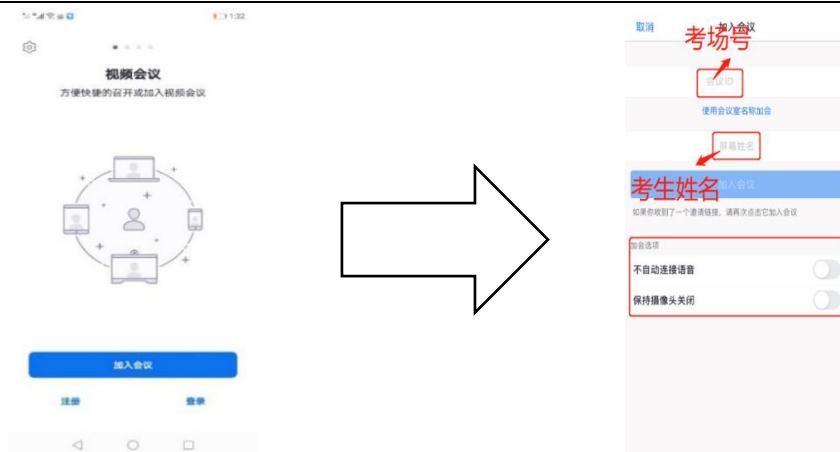 1:32
视频会议
方便快捷的召开或加入视频会议
加入会议
注册
登录
取消
加入会议
考场号
会议ID
使用会议室名称加会
屏幕姓名
考生姓名
加入会议
如果你收到了一个邀请链接，请再次点击它加入会议
加会选项
不自动连接语音
保持摄像头关闭